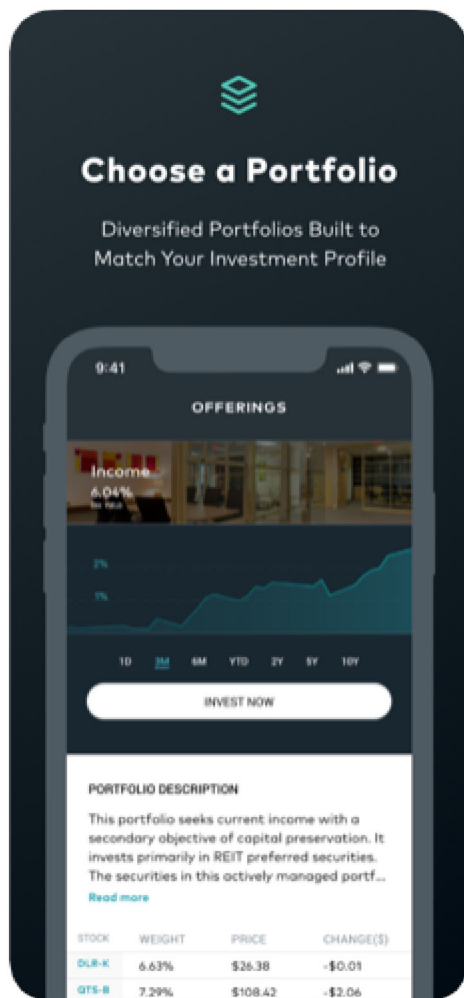 Choose a Portfolio
Diversified Portfolios Built to
Match Your Investment Profile
9:41
OFFERINGS
Income
6.04%
2%
1%
1D 3M 6M YTD 2Y 5Y 10Y
INVEST NOW
PORTFOLIO DESCRIPTION
This portfolio seeks current income with a
secondary objective of capital preservation. It
invests primarily in REIT preferred securities.
The securities in this actively managed portf...
Read more
STOCK WEIGHT PRICE CHANGE($)
DLR-K 6.63% $26.38 -$0.01
QTS-B 7.29% $108.42 -$2.06